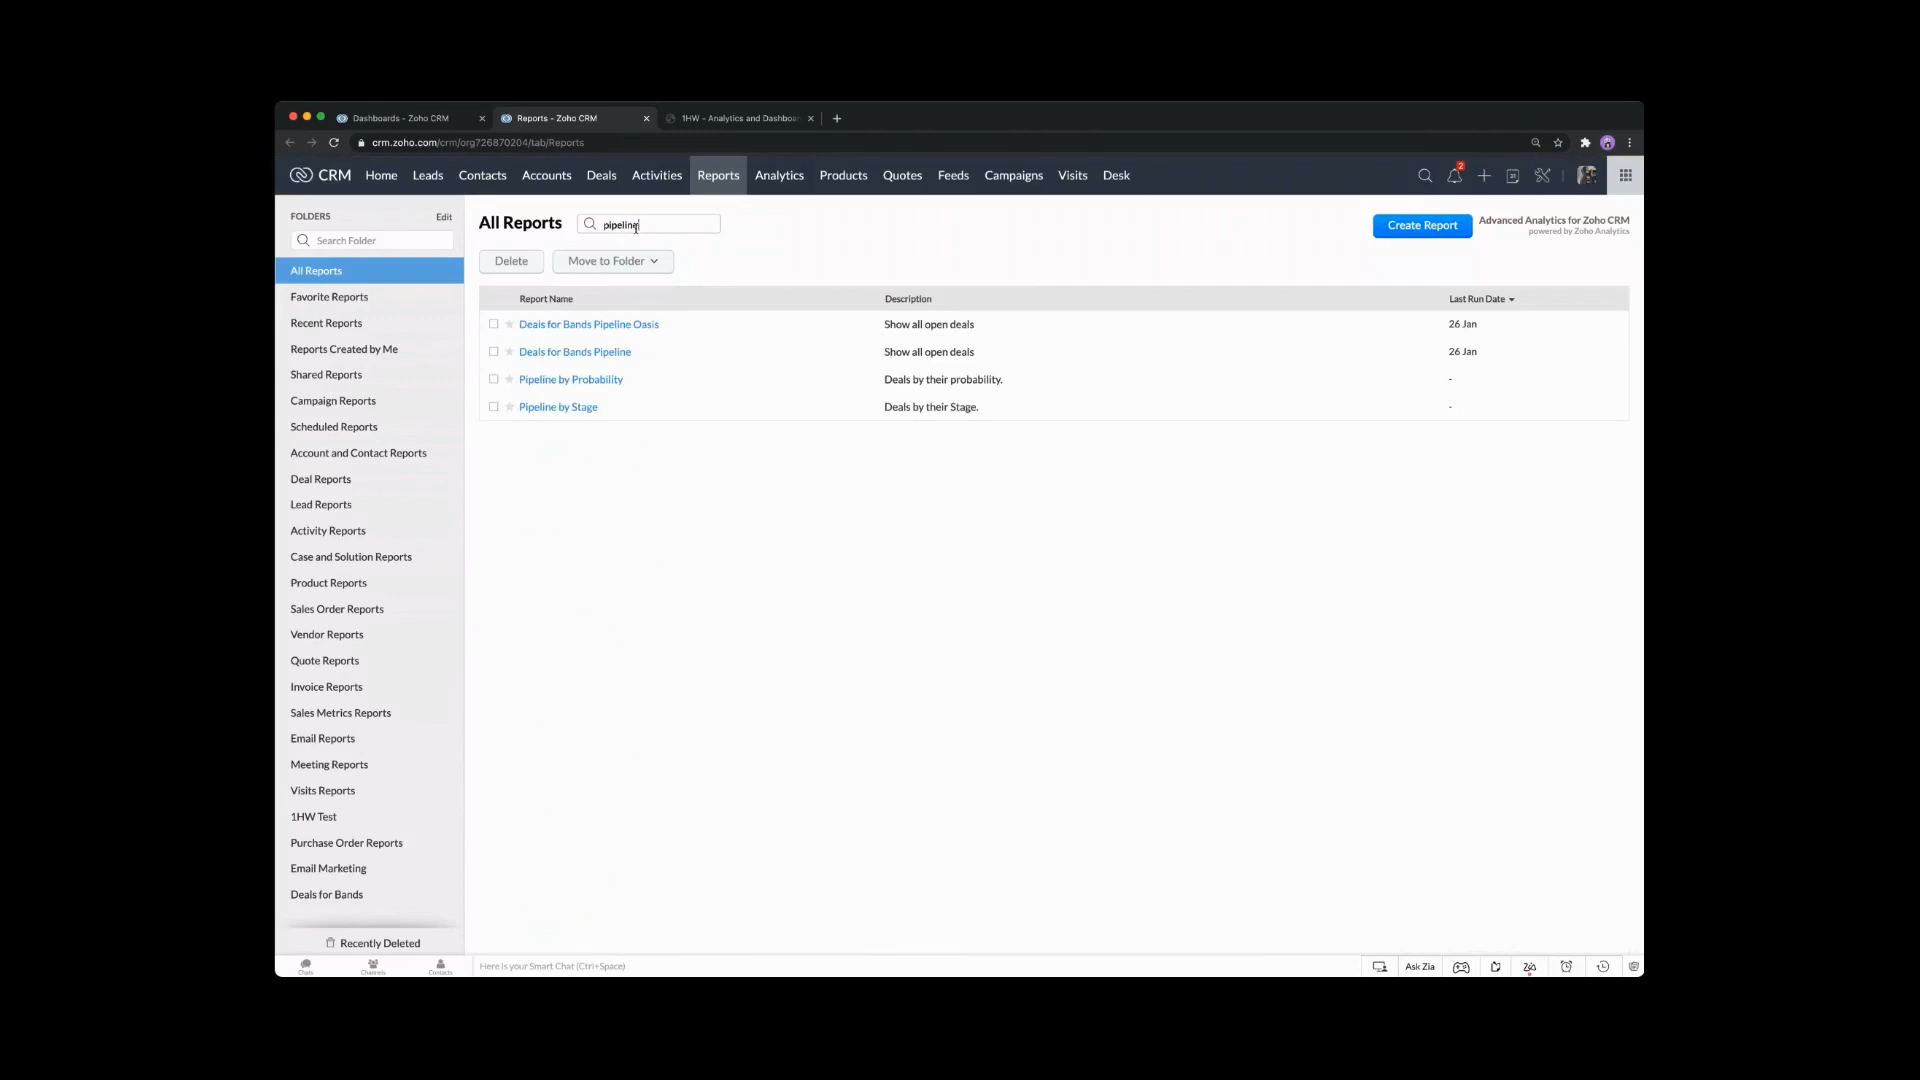 Dashboards - Zoho CRM
Reports - Zoho CRM
1HW - Analytics and Dashboar
crm.zoho.com/crm/org726870204/tab/Reports
CRM Home Leads Contacts Accounts Deals Activities Reports Analytics Products Quotes Feeds Campaigns Visits Desk
2
FOLDERS Edit
Search Folder
All Reports
Favorite Reports
Recent Reports
Reports Created by Me
Shared Reports
Campaign Reports
Scheduled Reports
Account and Contact Reports
Deal Reports
Lead Reports
Activity Reports
Case and Solution Reports
Product Reports
Sales Order Reports
Vendor Reports
Quote Reports
Invoice Reports
Sales Metrics Reports
Email Reports
Meeting Reports
Visits Reports
1HW Test
Purchase Order Reports
Email Marketing
Deals for Bands
Recently Deleted
All Reports
pipeline
Create Report
Advanced Analytics for Zoho CRM
powered by Zoho Analytics
Delete Move to Folder
Report Name Description Last Run Date
Deals for Bands Pipeline Oasis Show all open deals 26 Jan
Deals for Bands Pipeline Show all open deals 26 Jan
Pipeline by Probability Deals by their probability. -
Pipeline by Stage Deals by their Stage. -
Chats Channels Contacts
Here is your Smart Chat (Ctrl+Space)
Ask Zia